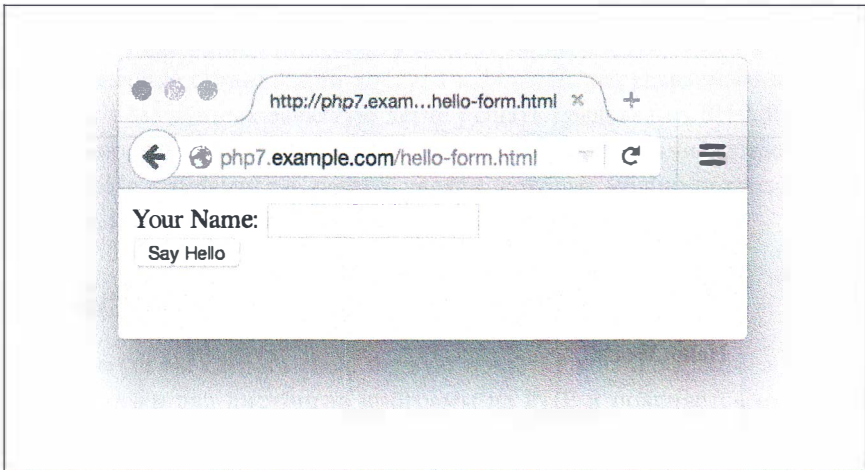 http://php7.exam...hello-form.html × +
php7.example.com/hello-form.html
Your Name:
Say Hello